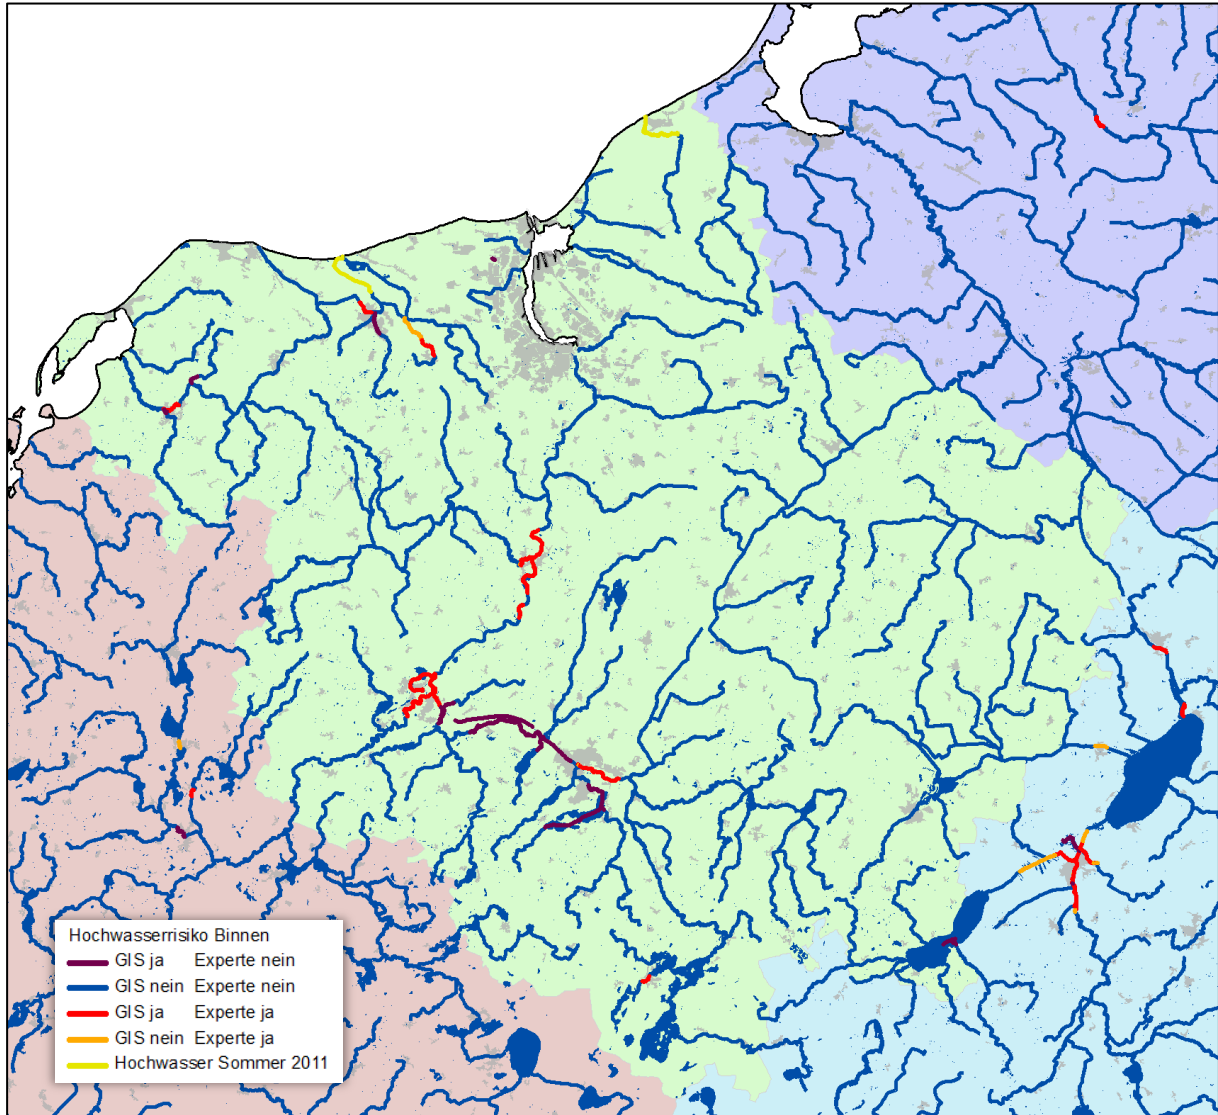 Hochwasserrisiko Binnen
GIS ja Experte nein
GIS nein Experte nein
GIS ja Experte ja
GIS nein Experte ja
Hochwasser Sommer 2011